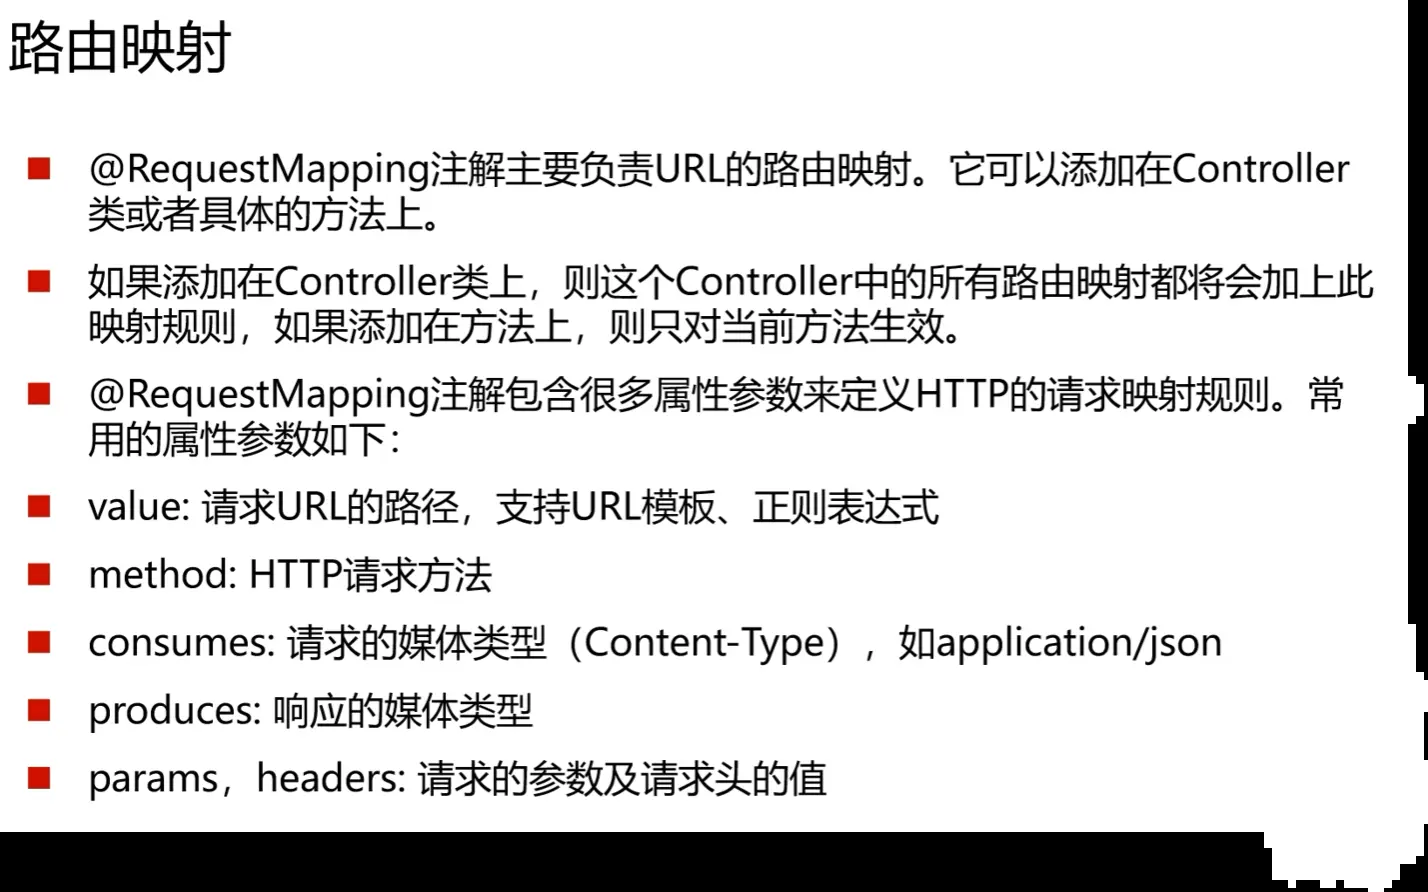 路由映射
@RequestMapping注解主要负责URL的路由映射。它可以添加在Controller
类或者具体的方法上。
如果添加在Controller类上，则这个Controller中的所有路由映射都将会加上此
映射规则，如果添加在方法上，则只对当前方法生效。
@RequestMapping注解包含很多属性参数来定义HTTP的请求映射规则。常
用的属性参数如下：
value: 请求URL的路径，支持URL模板、正则表达式
method: HTTP请求方法
consumes: 请求的媒体类型（Content-Type），如application/json
produces: 响应的媒体类型
params，headers: 请求的参数及请求头的值